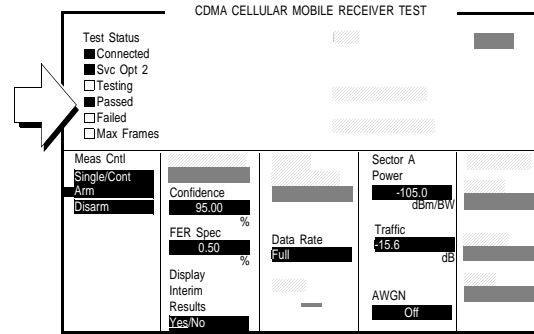 CDMA CELLULAR MOBILE RECEIVER TEST
Test Status
Connected
Svc Opt 2
Testing
Passed
Failed
Max Frames
Meas Cntl
Single/Cont
Arm
Disarm
Confidence
95.00
%
FER Spec
0.50
%
Display
Interim
Results
Yes/No
Data Rate
Full
Sector A
Power
-105.0
dBm/BW
Traffic
-15.6
dB
AWGN
Off